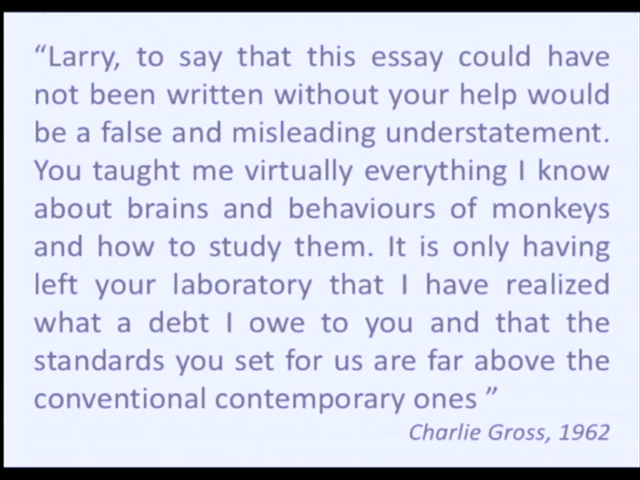 “Larry, to say that this essay could have
not been written without your help would
be a false and misleading understatement.
You taught me virtually everything I know
about brains and behaviours of monkeys
and how to study them. It is only having
left your laboratory that I have realized
what a debt I owe to you and that the
standards you set for us are far above the
conventional contemporary ones ”
Charlie Gross, 1962